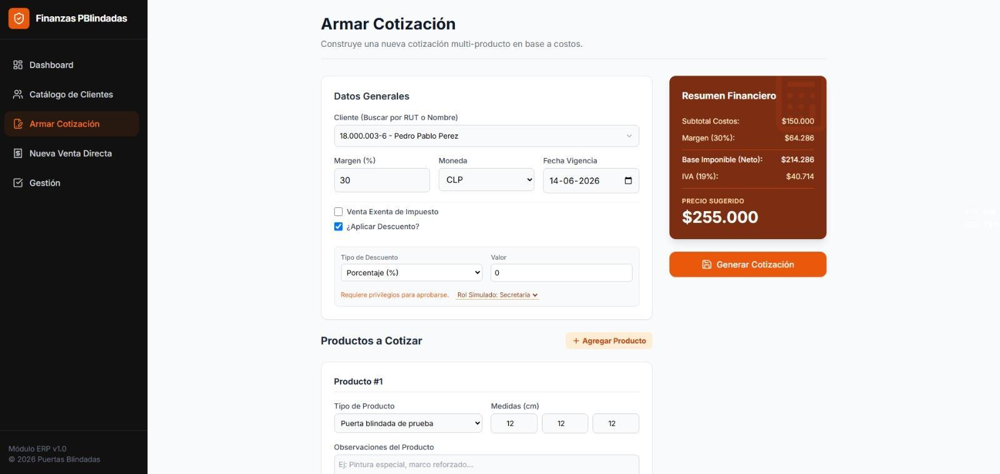 Finanzas PBlindadas
Dashboard
Catálogo de Clientes
Armar Cotización
Nueva Venta Directa
Gestión
Módulo ERP v1.0
© 2026 Puertas Blindadas
Armar Cotización
Construye una nueva cotización multi-producto en base a costos.
Datos Generales
Cliente (Buscar por RUT o Nombre)
18.000.003-6 - Pedro Pablo Perez
Margen (%) Moneda Fecha Vigencia
30 CLP 14-06-2026
Venta Exenta de Impuesto
¿Aplicar Descuento?
Tipo de Descuento Valor
Porcentaje (%) 0
Requiere privilegios para aprobarse. Rol Simulado: Secretaria
Productos a Cotizar + Agregar Producto
Producto #1
Tipo de Producto Medidas (cm)
Puerta blindada de prueba 12 12 12
Observaciones del Producto
Ej: Pintura especial, marco reforzado...
Resumen Financiero
Subtotal Costos: $150.000
Margen (30%): $64.286
Base Imponible (Neto): $214.286
IVA (19%): $40.714
PRECIO SUGERIDO
$255.000
Generar Cotización